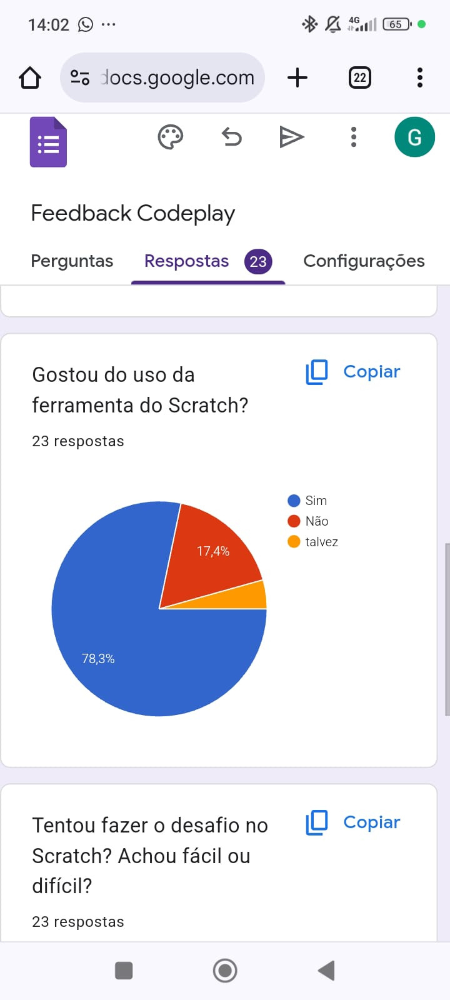 14:02
4G
65
docs.google.com
22
G
Feedback Codeplay
Perguntas
Respostas
23
Configurações
Gostou do uso da
ferramenta do Scratch?
Copiar
23 respostas
Sim
Não
talvez
17,4%
78,3%
Tentou fazer o desafio no
Scratch? Achou fácil ou
difícil?
Copiar
23 respostas